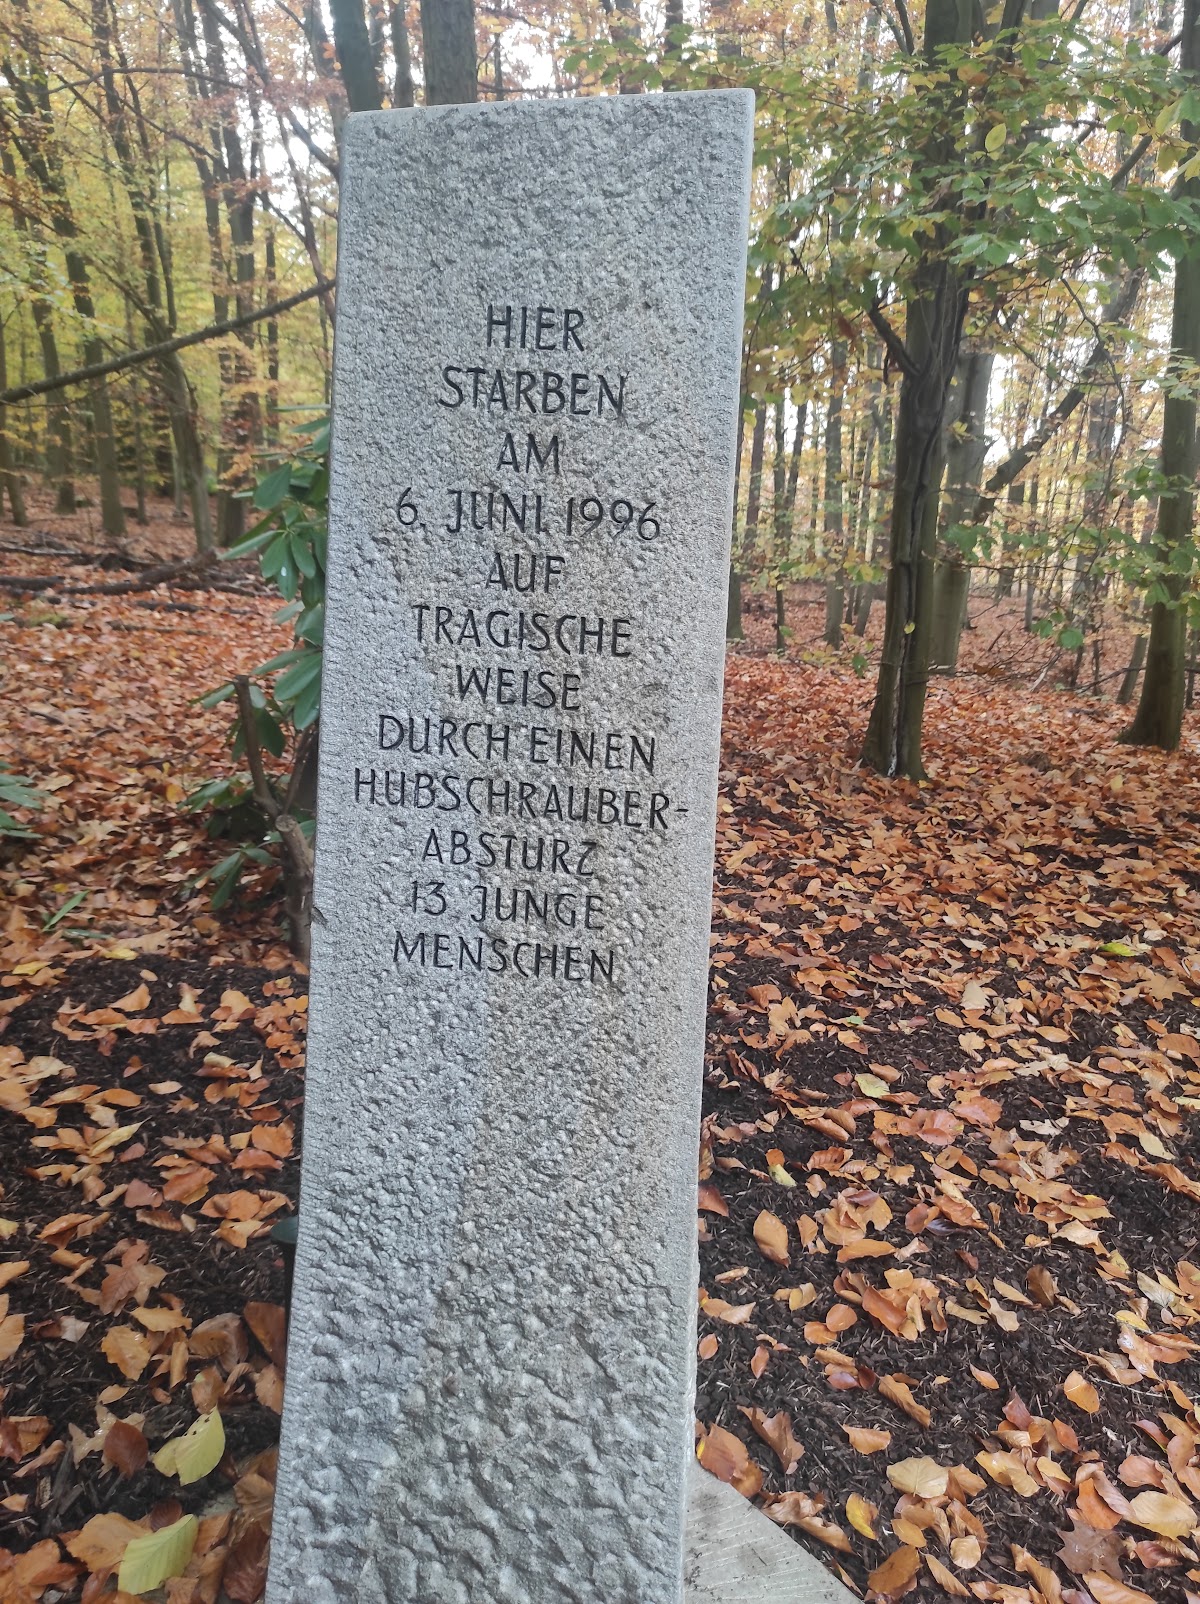 HIER
STARBEN
AM
6. JUNI 1996
AUF
TRAGISCHE
WEISE
DURCH EINEN
HUBSCHRAUBER-
ABSTURZ
13 JUNGE
MENSCHEN